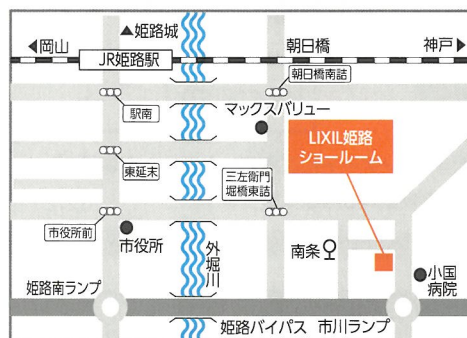 ▲姫路城
◀岡山
JR姫路駅
朝日橋
神戸▶
朝日橋南詰
駅南
マックスバリュー
LIXIL姫路
ショールーム
東延末
三左衛門
堀橋東詰
市役所前
市役所
外堀川
南条
小国
病院
姫路南ランプ
姫路バイパス
市川ランプ